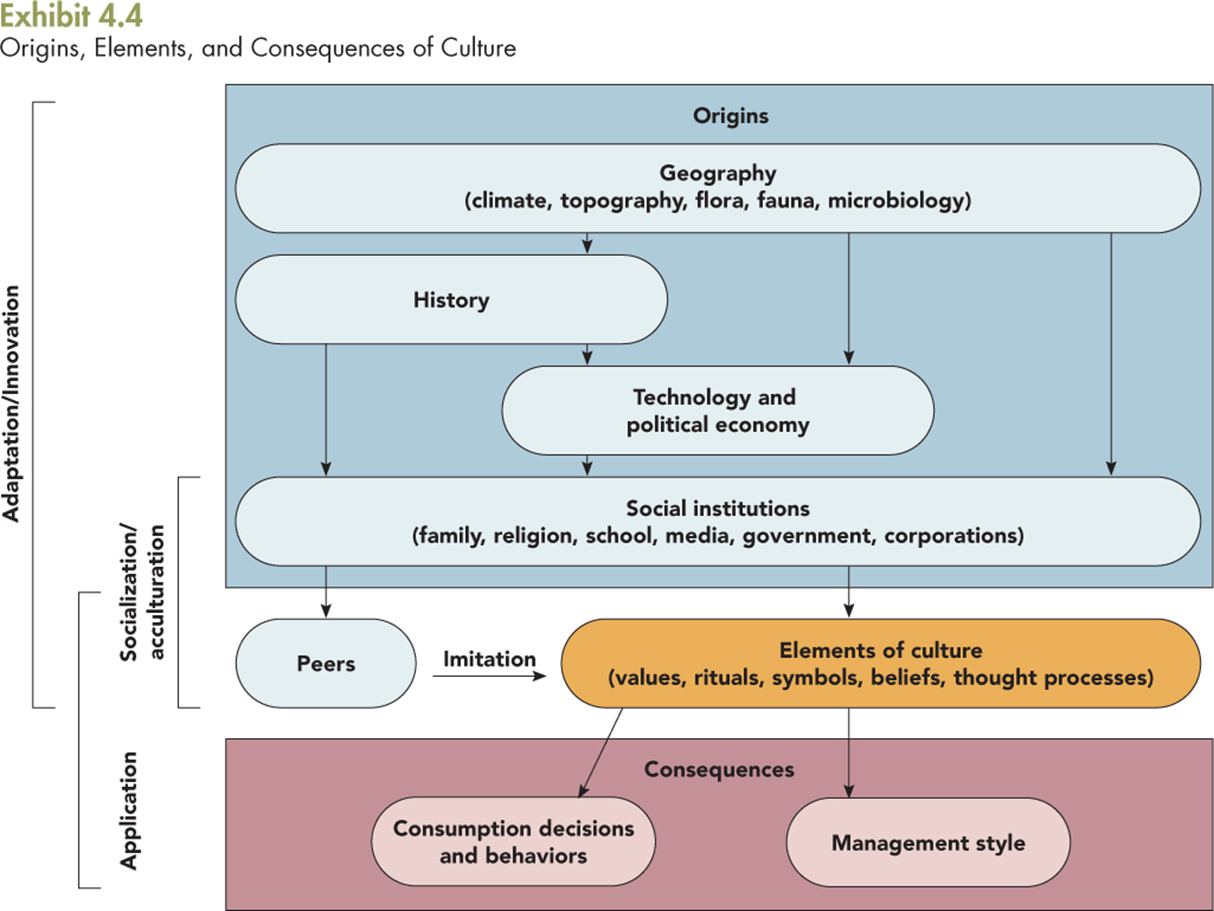 Exhibit 4.4
Origins, Elements, and Consequences of Culture
Origins
Geography
(climate, topography, flora, fauna, microbiology)
History
Technology and
political economy
Social institutions
(family, religion, school, media, government, corporations)
Peers
Imitation
Elements of culture
(values, rituals, symbols, beliefs, thought processes)
Consequences
Consumption decisions
and behaviors
Management style
Adaptation/Innovation
Socialization/
acculturation
Application